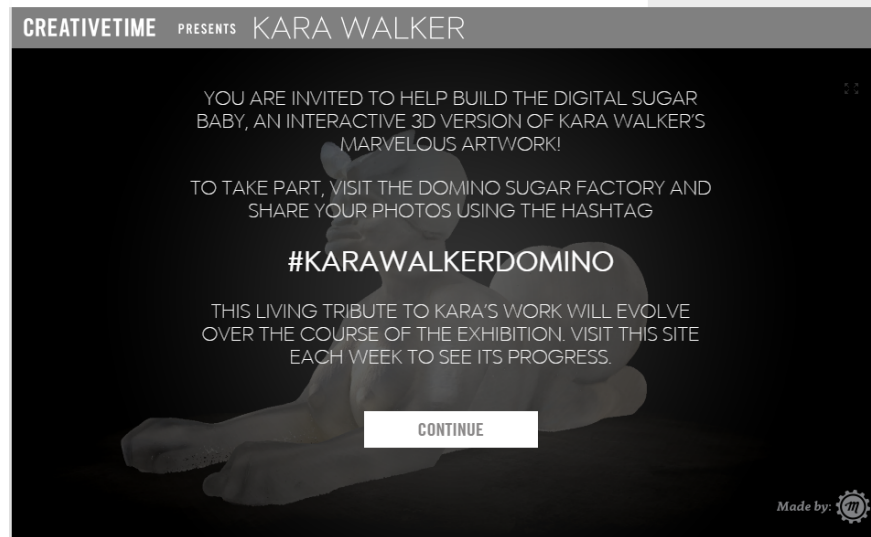 CREATIVETIME PRESENTS KARA WALKER
YOU ARE INVITED TO HELP BUILD THE DIGITAL SUGAR
BABY, AN INTERACTIVE 3D VERSION OF KARA WALKER'S
MARVELOUS ARTWORK!
TO TAKE PART, VISIT THE DOMINO SUGAR FACTORY AND
SHARE YOUR PHOTOS USING THE HASHTAG
#KARAWALKERDOMINO
THIS LIVING TRIBUTE TO KARA'S WORK WILL EVOLVE
OVER THE COURSE OF THE EXHIBITION. VISIT THIS SITE
EACH WEEK TO SEE ITS PROGRESS.
CONTINUE
Made by: m